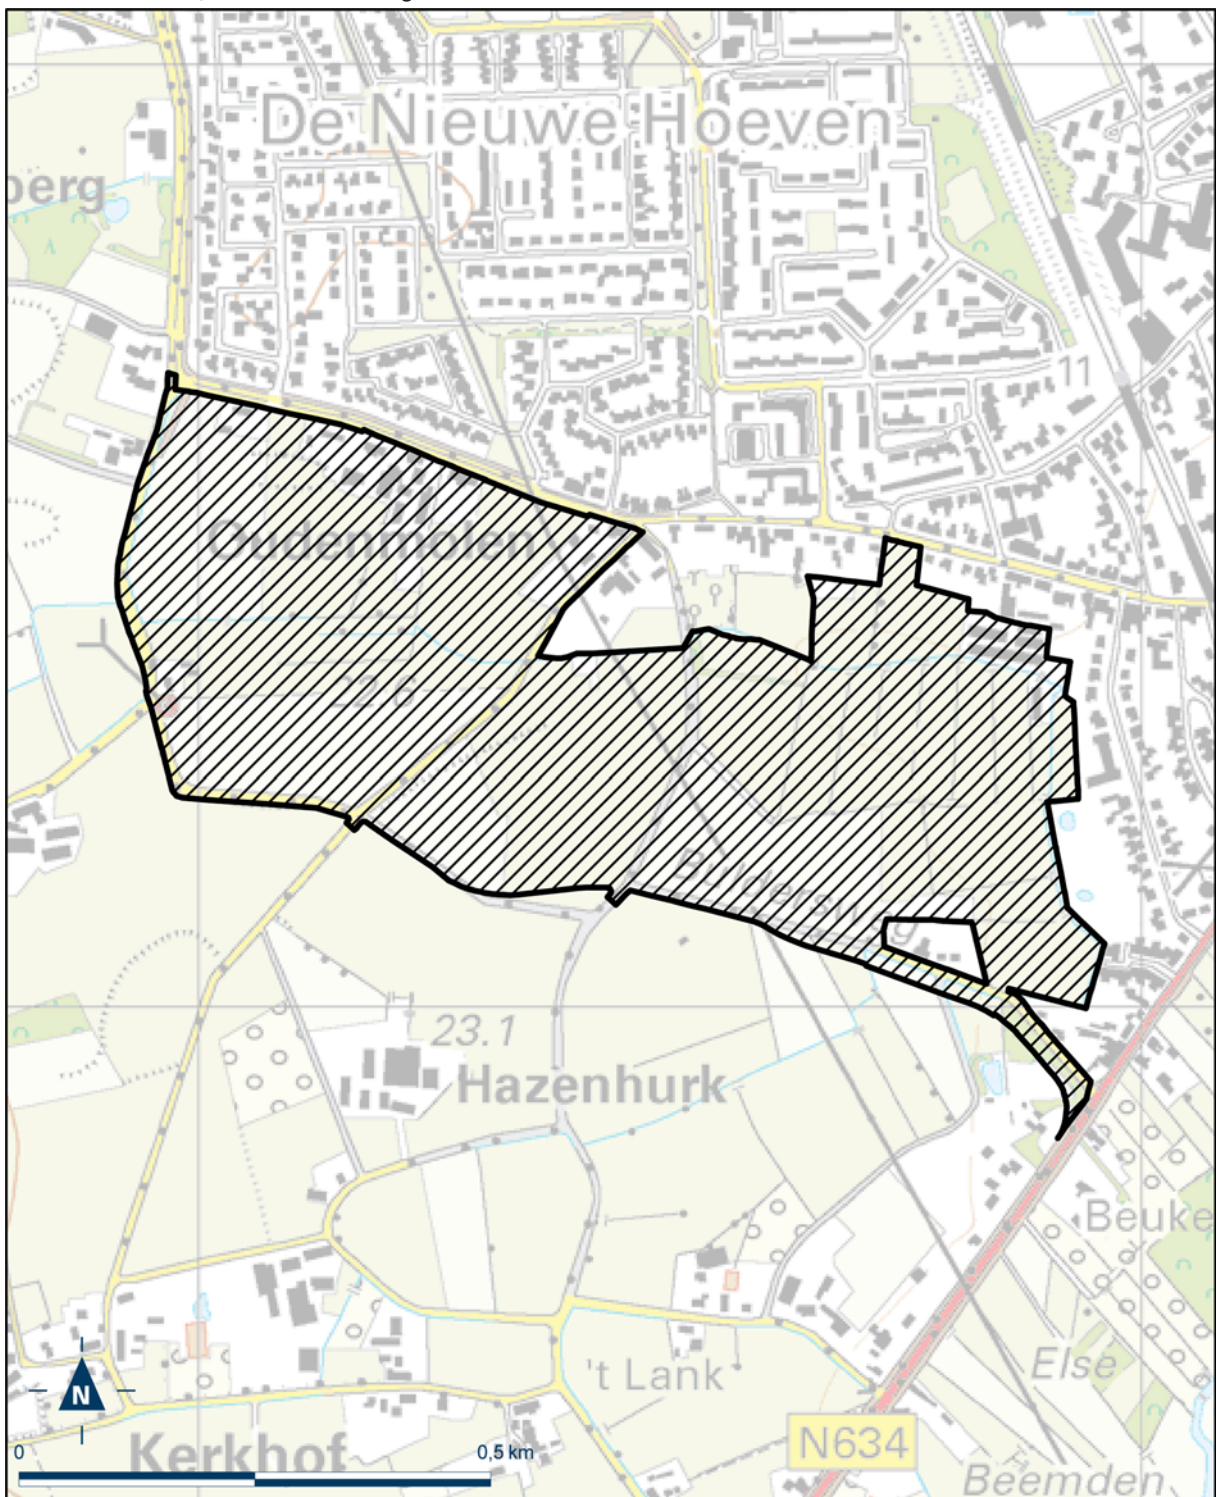 De Nieuwe Hoeven
berg
11
Oudenmolen
22.6
Buldersweg
23.1
Hazenhurk
Beuke
't Lank
Else
N
N634
0
0,5 km
Kerkhof
Beemden